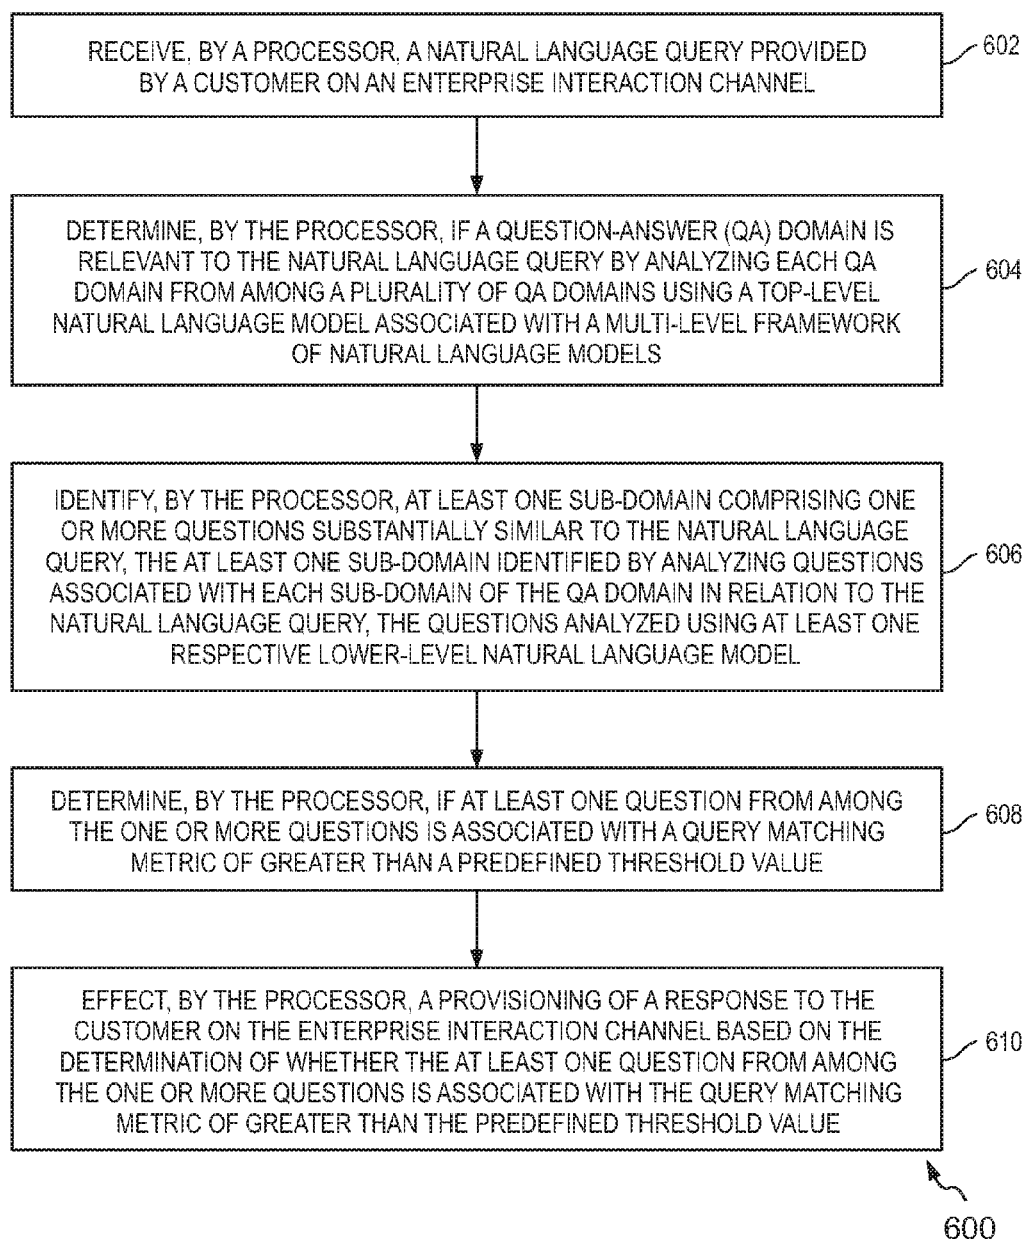 RECEIVE, BY A PROCESSOR, A NATURAL LANGUAGE QUERY PROVIDED
BY A CUSTOMER ON AN ENTERPRISE INTERACTION CHANNEL
602
DETERMINE, BY THE PROCESSOR, IF A QUESTION-ANSWER (QA) DOMAIN IS
RELEVANT TO THE NATURAL LANGUAGE QUERY BY ANALYZING EACH QA
DOMAIN FROM AMONG A PLURALITY OF QA DOMAINS USING A TOP-LEVEL
NATURAL LANGUAGE MODEL ASSOCIATED WITH A MULTI-LEVEL FRAMEWORK
OF NATURAL LANGUAGE MODELS
604
IDENTIFY, BY THE PROCESSOR, AT LEAST ONE SUB-DOMAIN COMPRISING ONE
OR MORE QUESTIONS SUBSTANTIALLY SIMILAR TO THE NATURAL LANGUAGE
QUERY, THE AT LEAST ONE SUB-DOMAIN IDENTIFIED BY ANALYZING QUESTIONS
ASSOCIATED WITH EACH SUB-DOMAIN OF THE QA DOMAIN IN RELATION TO THE
NATURAL LANGUAGE QUERY, THE QUESTIONS ANALYZED USING AT LEAST ONE
RESPECTIVE LOWER-LEVEL NATURAL LANGUAGE MODEL
606
DETERMINE, BY THE PROCESSOR, IF AT LEAST ONE QUESTION FROM AMONG
THE ONE OR MORE QUESTIONS IS ASSOCIATED WITH A QUERY MATCHING
METRIC OF GREATER THAN A PREDEFINED THRESHOLD VALUE
608
EFFECT, BY THE PROCESSOR, A PROVISIONING OF A RESPONSE TO THE
CUSTOMER ON THE ENTERPRISE INTERACTION CHANNEL BASED ON THE
DETERMINATION OF WHETHER THE AT LEAST ONE QUESTION FROM AMONG
THE ONE OR MORE QUESTIONS IS ASSOCIATED WITH THE QUERY MATCHING
METRIC OF GREATER THAN THE PREDEFINED THRESHOLD VALUE
610
600